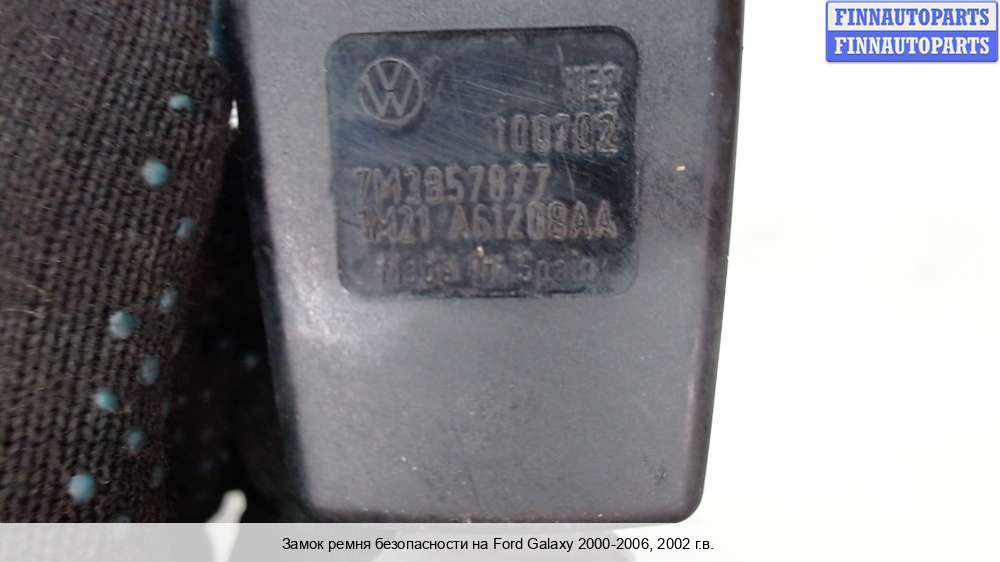 FINNAUTOPARTS
FINNAUTOPARTS
100702
7M3857877
1M21 A61208AA
Made in Spain
Замок ремня безопасности на Ford Galaxy 2000-2006, 2002 г.в.